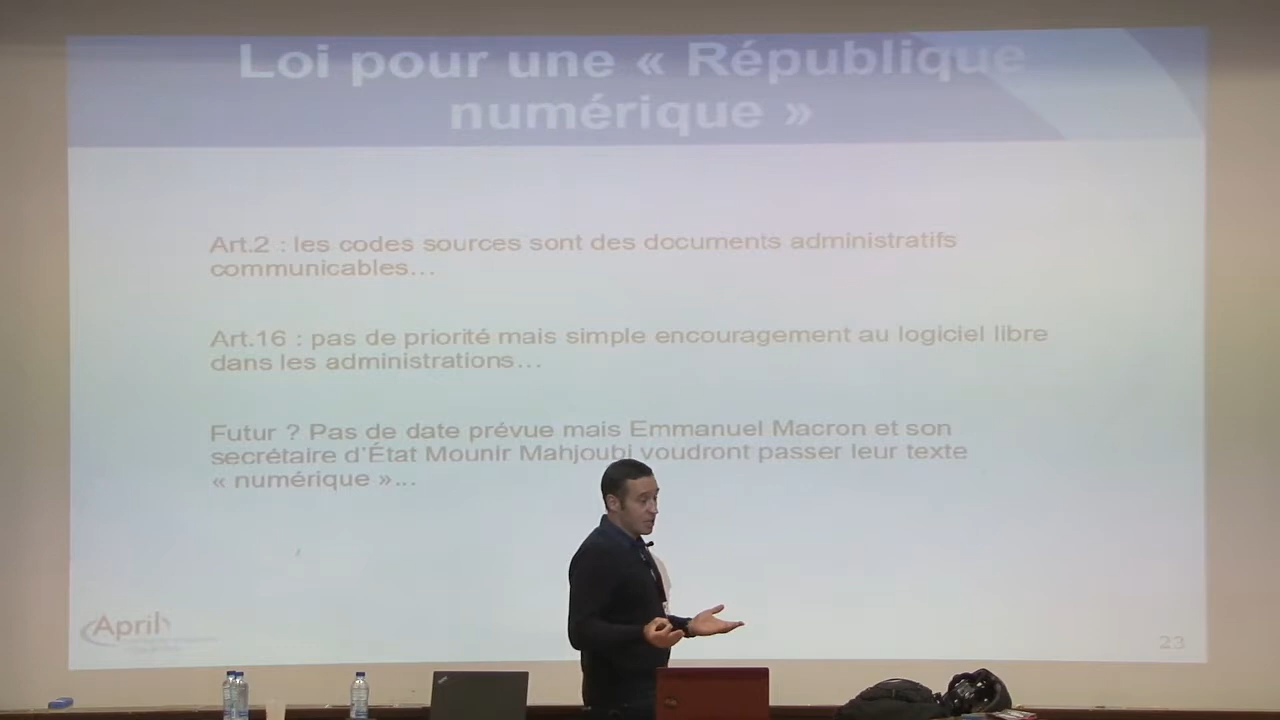 Loi pour une « République
numérique »
Art.2 : les codes sources sont des documents administratifs
communicables…
Art.16 : pas de priorité mais simple encouragement au logiciel libre
dans les administrations…
Futur ? Pas de date prévue mais Emmanuel Macron et son
secrétaire d'État Mounir Mahjoubi voudront passer leur texte
« numérique »...
April
23